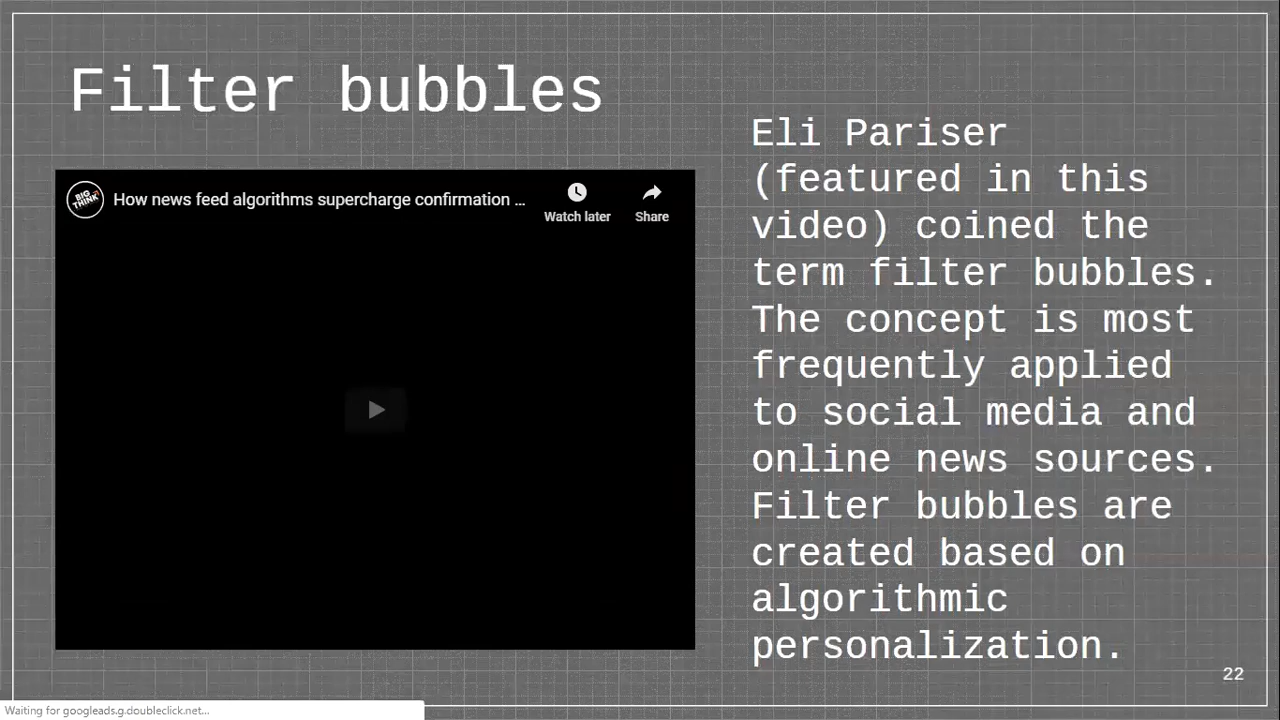 Filter bubbles
BIG THINK
How news feed algorithms supercharge confirmation ...
Watch later
Share
Eli Pariser
(featured in this
video) coined the
term filter bubbles.
The concept is most
frequently applied
to social media and
online news sources.
Filter bubbles are
created based on
algorithmic
personalization.
22
Waiting for googleads.g.doubleclick.net...